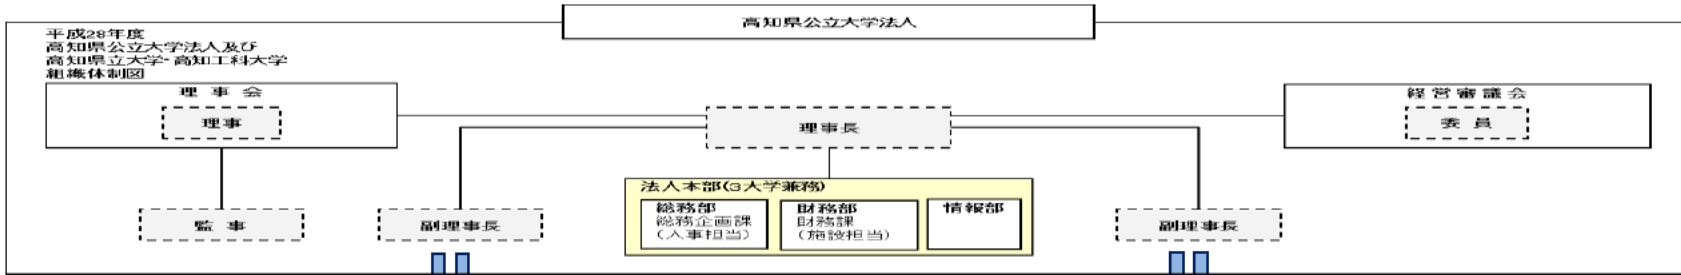 高知県公立大学法人
平成28年度
高知県公立大学法人及び
高知県立大学・高知工科大学
組織体制図
理事会
理事
理事長
経営審議会
委員
監事
副理事長
法人本部(3大学兼務)
総務部
総務企画課
(人事担当)
財務部
財務課
(施設担当)
情報部
副理事長